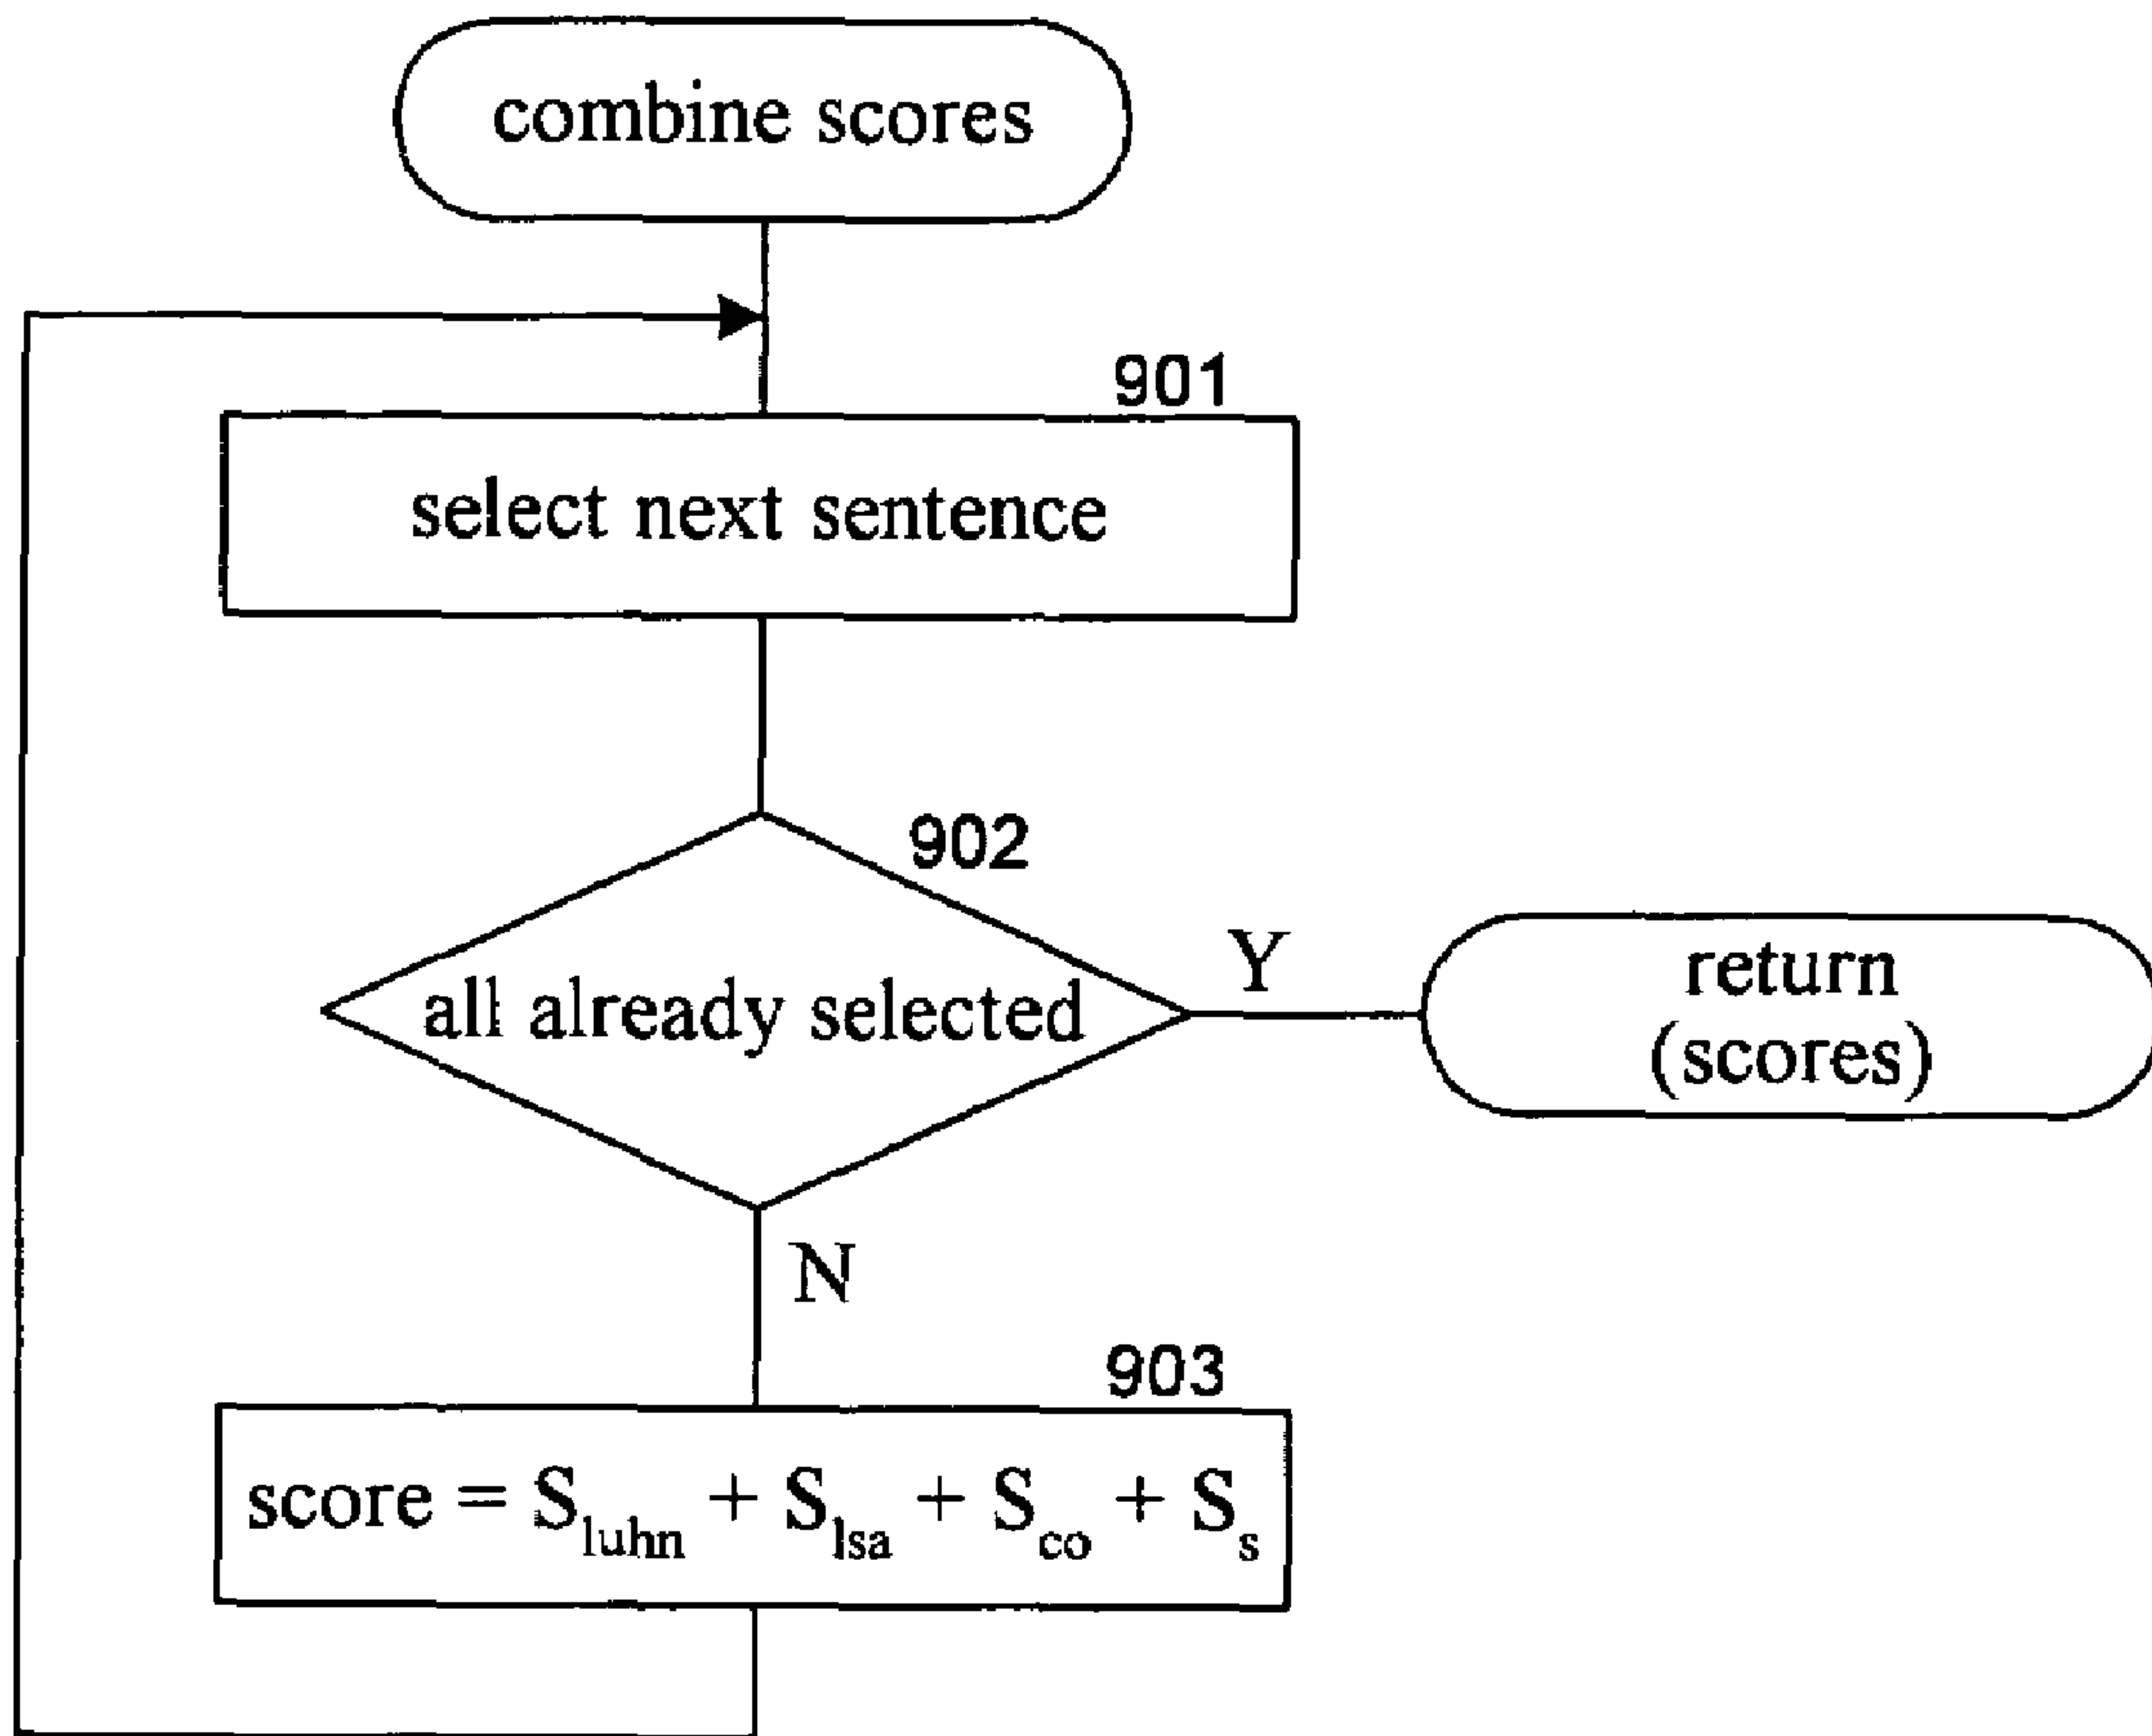 combine scores
901
select next sentence
902
all already selected
Y
return
(scores)
N
903
score = S_luhn + S_lsa + S_co + S_s